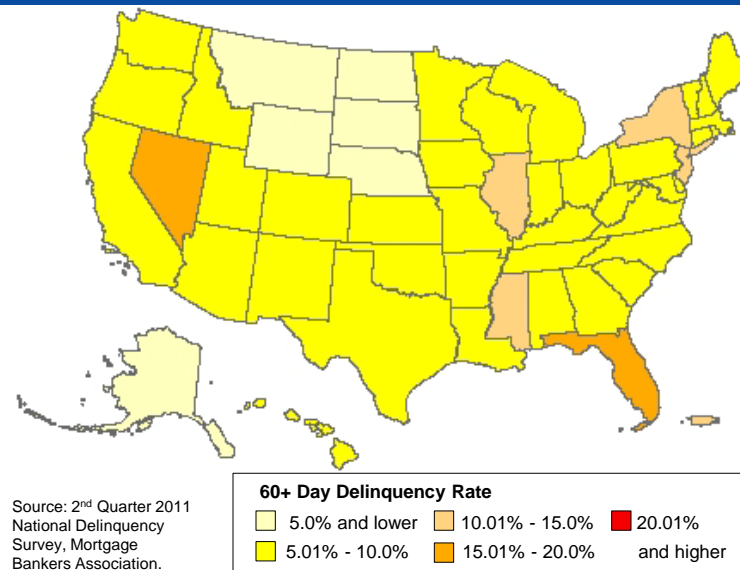 Source: 2nd Quarter 2011
National Delinquency
Survey, Mortgage
Bankers Association.
60+ Day Delinquency Rate
5.0% and lower
10.01% - 15.0%
20.01%
and higher
5.01% - 10.0%
15.01% - 20.0%